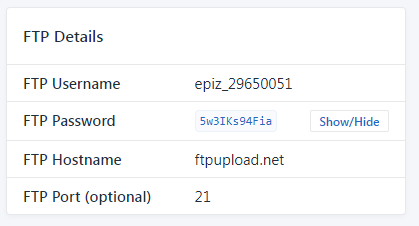 FTP Details
FTP Username epiz_29650051
FTP Password 5w3IKs94Fia Show/Hide
FTP Hostname ftpupload.net
FTP Port (optional) 21